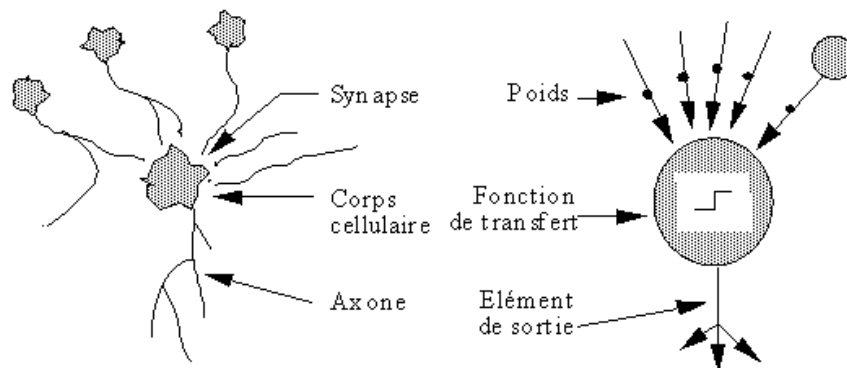 Synapse
Corps
cellulaire
Axone
Poids
Fonction
de transfert
Elément
de sortie